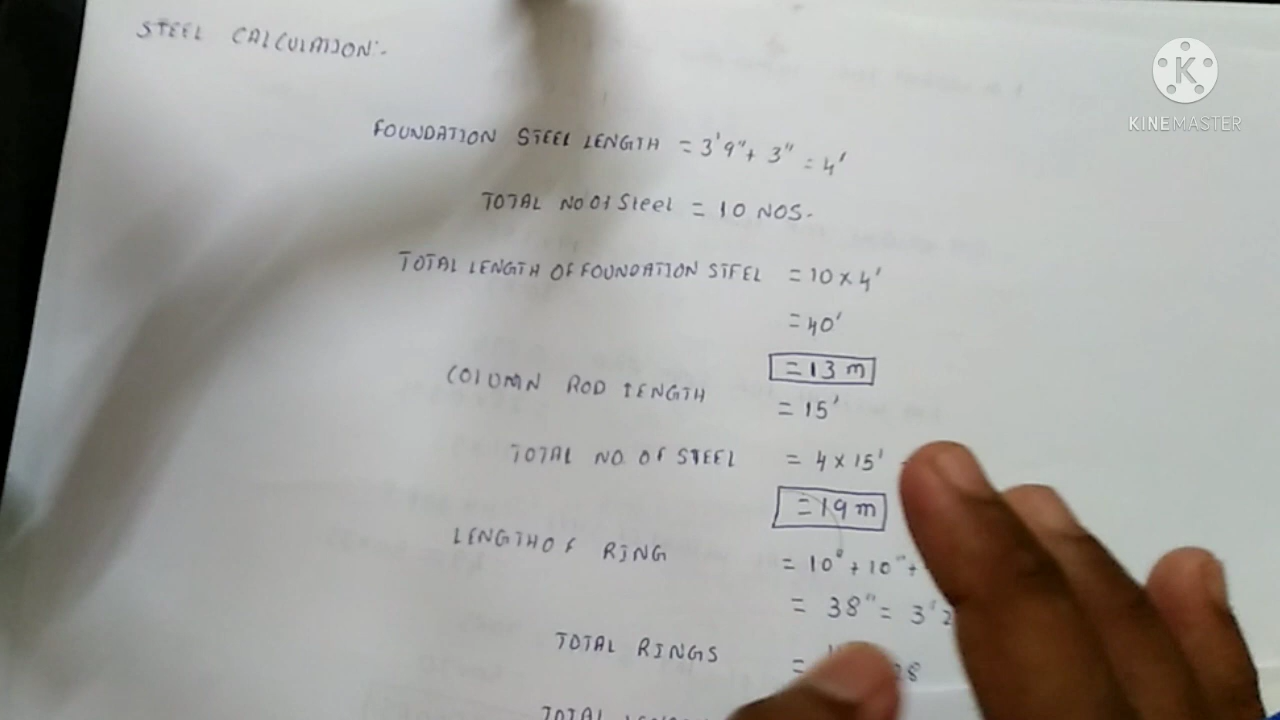 STEEL CALCULATION:-
K
KINEMASTER
FOUNDATION STEEL LENGTH = 3'9"+ 3" = 4'
TOTAL NO Of Steel = 10 NOS.
TOTAL LENGTH OF FOUNDATION STEEL = 10 x 4'
= 40'
= 13 m
COLUMN ROD LENGTH = 15'
TOTAL NO. OF STEEL = 4 x 15'
= 19 m
LENGTH OF RING = 10" + 10" +
= 38" = 3'2
TOTAL RINGS =
TOTAL